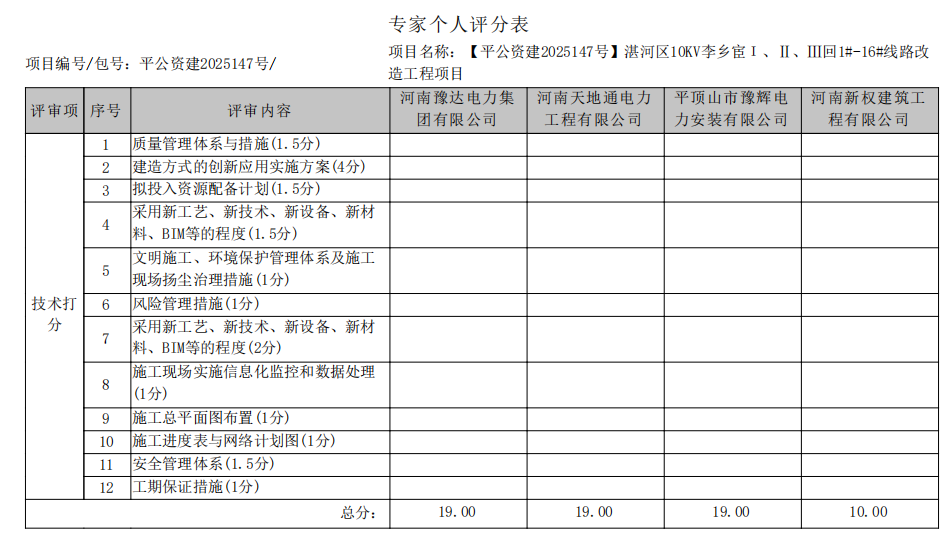 专家个人评分表
项目编号/包号: 平公资建2025147号/
项目名称: 【平公资建2025147号】湛河区10KV李乡宦Ⅰ、Ⅱ、Ⅲ回1#-16#线路改
造工程项目
评审项 序号 评审内容 河南豫达电力集 河南天地通电力 平顶山市豫辉电 河南新权建筑工
团有限公司 工程有限公司 力安装有限公司 程有限公司
技术打
分
1 质量管理体系与措施(1.5分)
2 建造方式的创新应用实施方案(4分)
3 拟投入资源配备计划(1.5分)
4 采用新工艺、新技术、新设备、新材
料、BIM等的程度(1.5分)
5 文明施工、环境保护管理体系及施工
现场扬尘治理措施(1分)
6 风险管理措施(1分)
7 采用新工艺、新技术、新设备、新材
料、BIM等的程度(2分)
8 施工现场实施信息化监控和数据处理
(1分)
9 施工总平面图布置(1分)
10 施工进度表与网络计划图(1分)
11 安全管理体系(1.5分)
12 工期保证措施(1分)
总分: 19.00 19.00 19.00 10.00